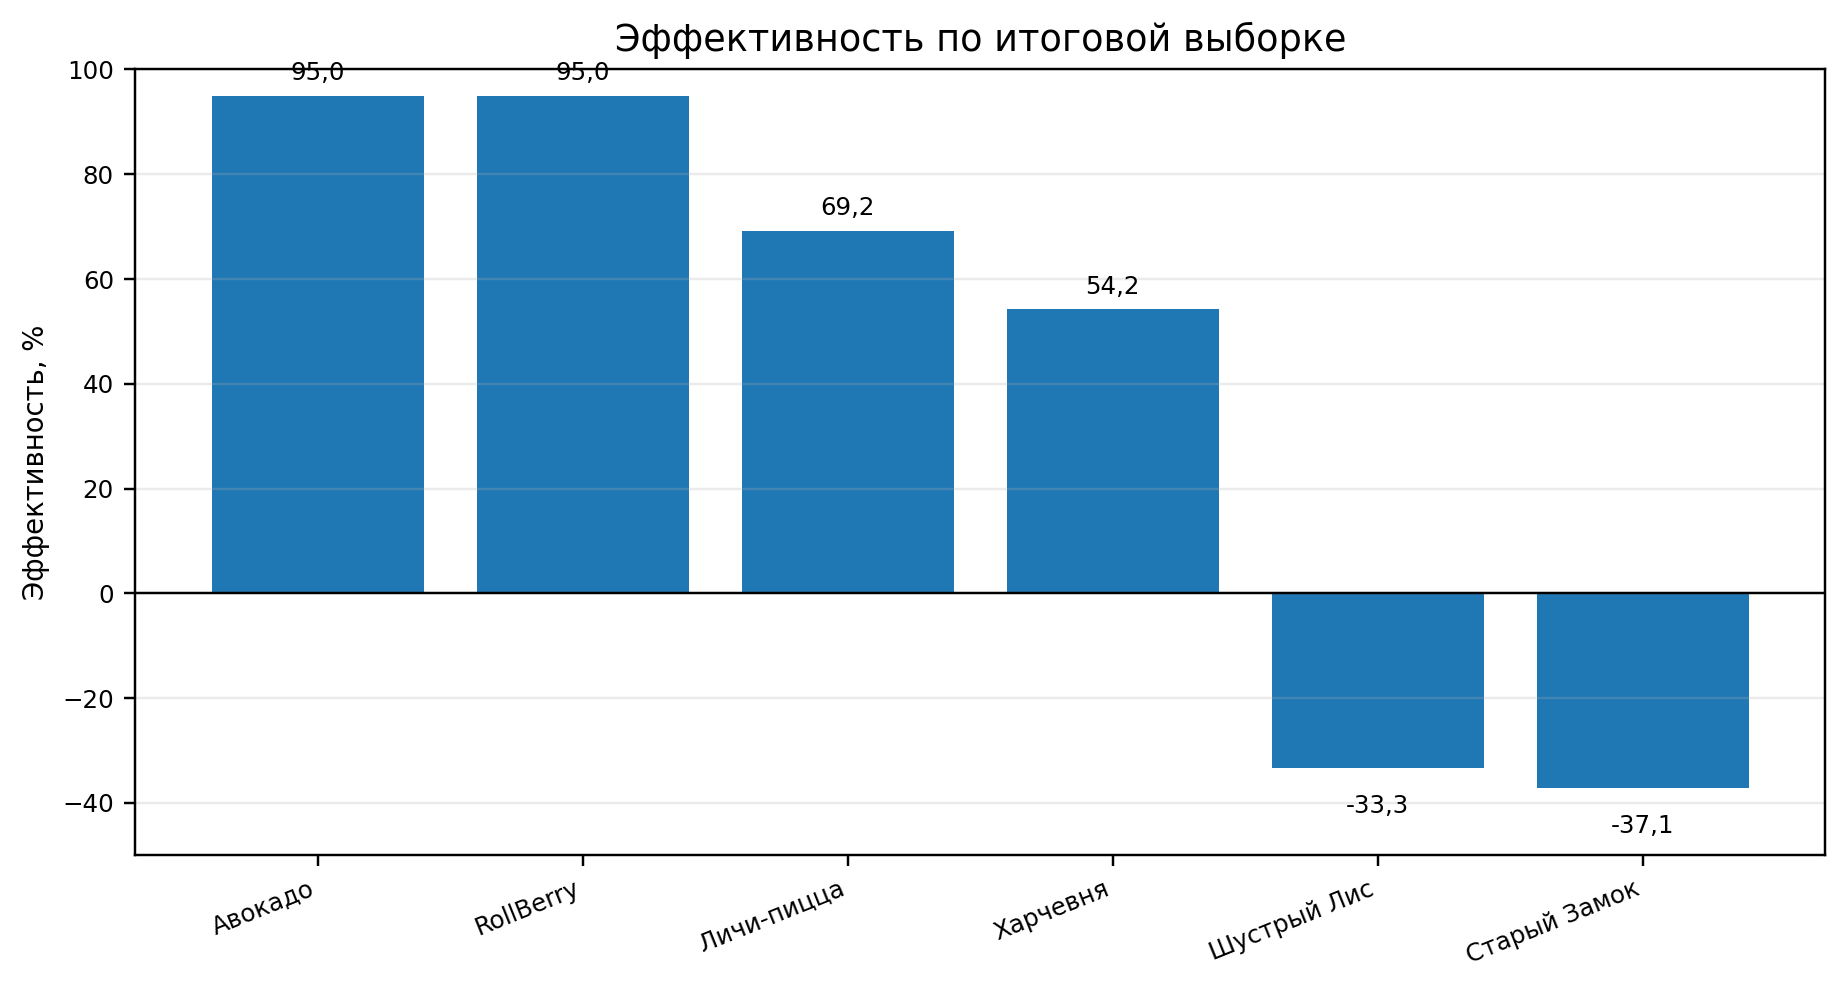 Эффективность по итоговой выборке
Эффективность, %
100
80
60
40
20
0
−20
−40
95,0
95,0
69,2
54,2
-33,3
-37,1
Авокадо
RollBerry
Личи-пицца
Харчевня
Шустрый Лис
Старый Замок